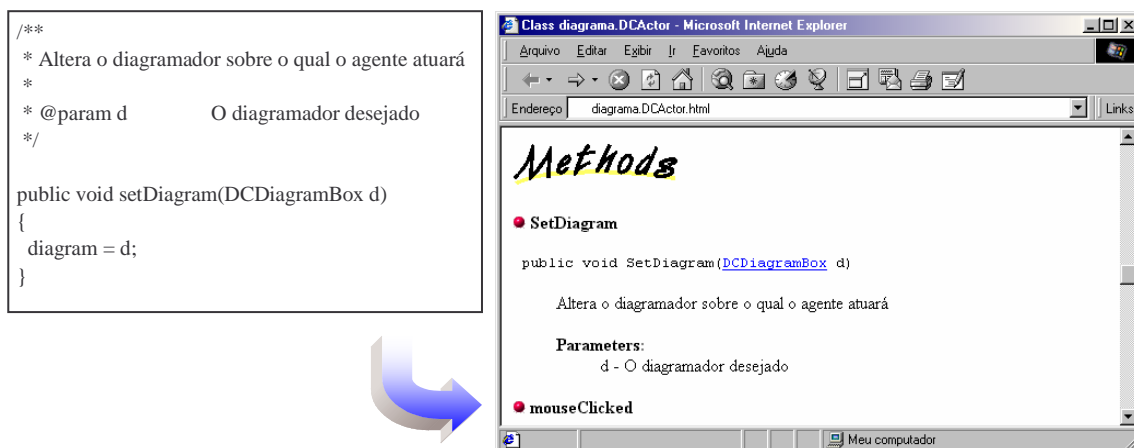 /**
* Altera o diagramador sobre o qual o agente atuará
*
* @param d O diagramador desejado
*/
public void setDiagram(DCDiagramBox d)
{
diagram = d;
}
Class diagrama.DCActor - Microsoft Internet Explorer
Arquivo Editar Exibir Ir Favoritos Ajuda
Endereço diagrama.DCActor.html Links
Methods
SetDiagram
public void SetDiagram(DCDiagramBox d)
Altera o diagramador sobre o qual o agente atuará
Parameters:
d - O diagramador desejado
mouseClicked
Meu computador